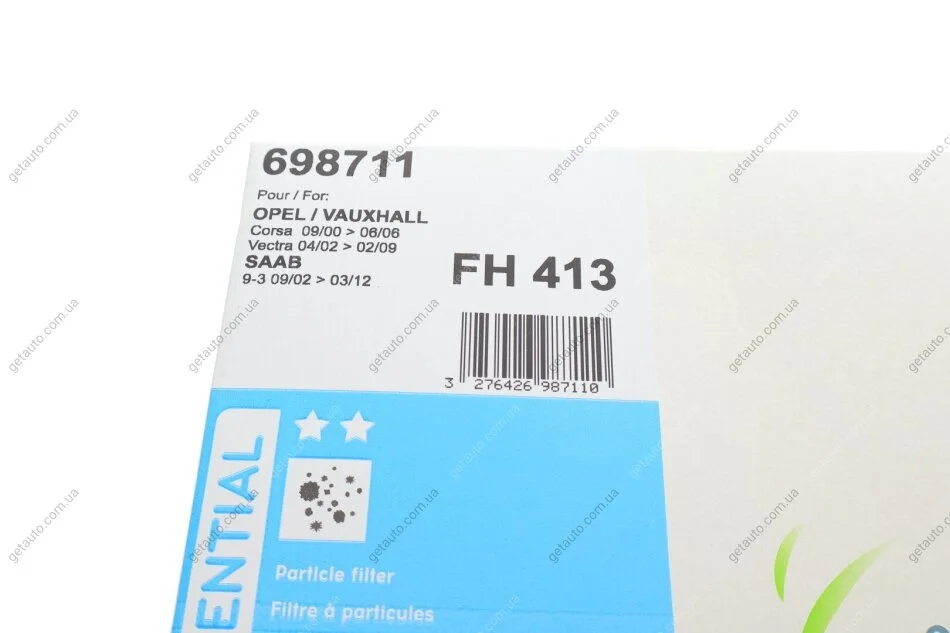 698711
Pour / For:
OPEL / VAUXHALL
Corsa 09/00 > 06/06
Vectra 04/02 > 02/09
SAAB
9-3 09/02 > 03/12
FH 413
3 276426 987110
ENTIAL
Particle filter
Filtre à particules
getauto.com.ua